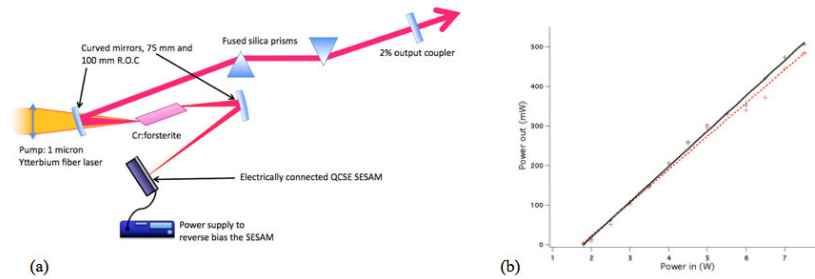 Curved mirrors, 75 mm and
100 mm R.O.C
Fused silica prisms
2% output coupler
Cr:forsterite
Pump: 1 micron
Ytterbium fiber laser
Electrically connected QCSE SESAM
Power supply to
reverse bias the SESAM
(a)
500
400
300
200
100
0
Power out (mW)
2
3
4
5
6
7
Power in (W)
(b)